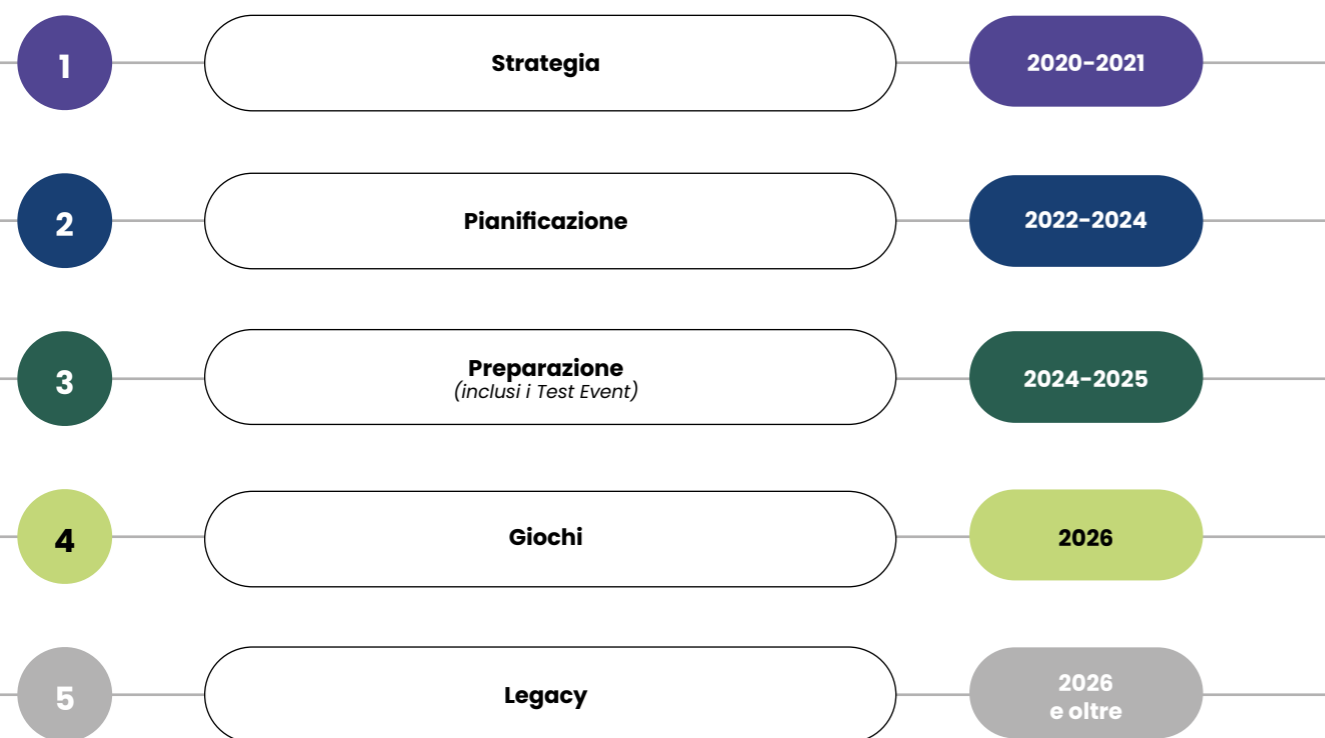 1
Strategia
2020-2021
2
Pianificazione
2022-2024
3
Preparazione
(inclusi i Test Event)
2024-2025
4
Giochi
2026
5
Legacy
2026
e oltre